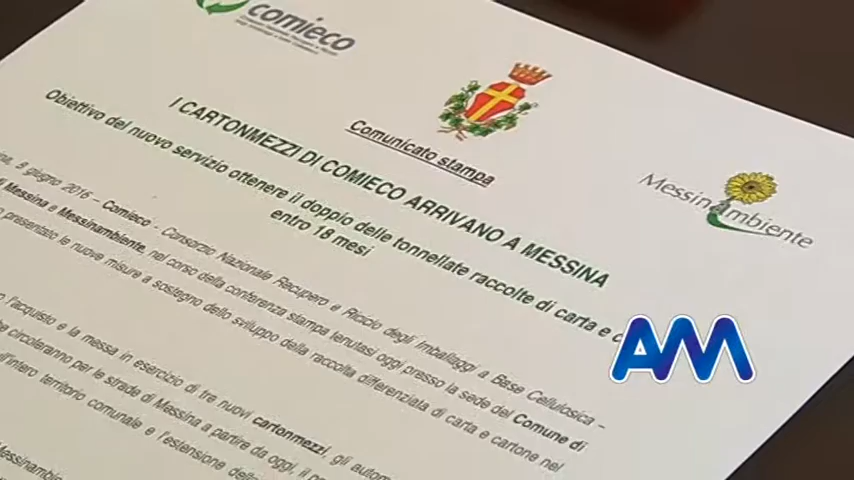 comieco
Comunicato stampa
Messinambiente
I CARTONMEZZI DI COMIECO ARRIVANO A MESSINA
Obiettivo del nuovo servizio ottenere il doppio delle tonnellate raccolte di carta e
entro 18 mesi
9 giugno 2016 – Comieco - Consorzio Nazionale Recupero e Riciclo degli Imballaggi a Base Cellulosica –
di Messina e Messinambiente, nel corso della conferenza stampa tenutasi oggi presso la sede del Comune di
presentato le nuove misure a sostegno dello sviluppo della raccolta differenziata di carta e cartone nel
l'acquisto e la messa in esercizio di tre nuovi cartonmezzi, gli
che circoleranno per le strade di Messina a partire da oggi, il
intero territorio comunale e l'estensione
Messinambiente
AM